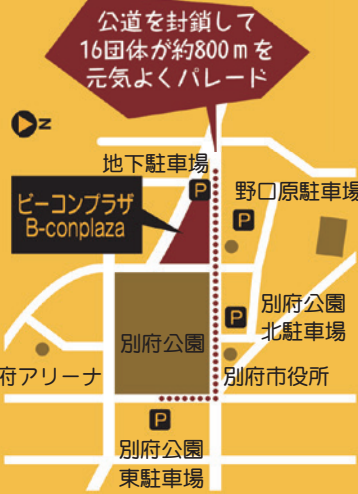 公道を封鎖して
16団体が約800mを
元気よくパレード
N
地下駐車場
P
ビーコンプラザ
B-conplaza
野口原駐車場
P
P
別府公園
北駐車場
別府公園
府アリーナ
別府市役所
P
別府公園
東駐車場